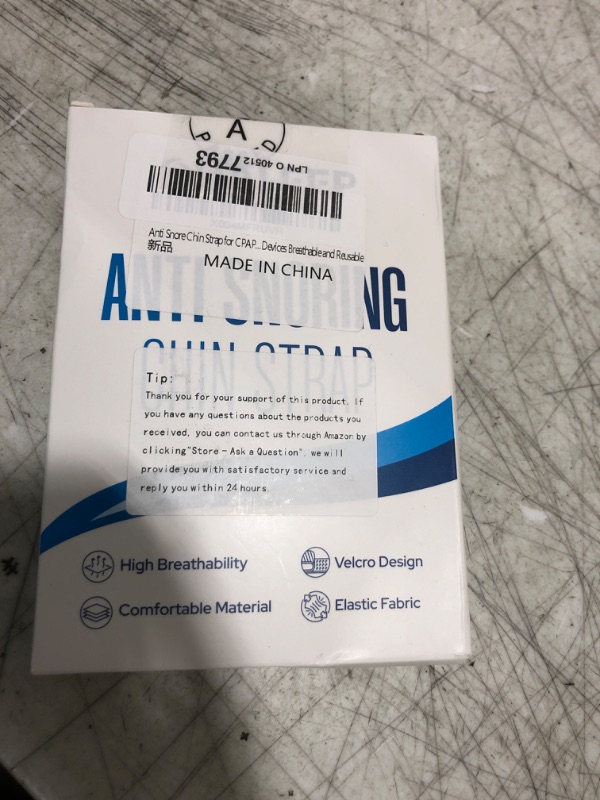 A
LPN O 40512 7793
Anti Snore Chin Strap for CPAP... Devices Breathable and Reusable
新品
MADE IN CHINA
ANTI SNORING
CHIN STRAP
Tip:
Thank you for your support of this product. If
you have any questions about the products you
received, you can contact us through Amazon by
clicking"Store - Ask a Question". we will
provide you with satisfactory service and
reply you within 24 hours
High Breathability
Velcro Design
Comfortable Material
Elastic Fabric